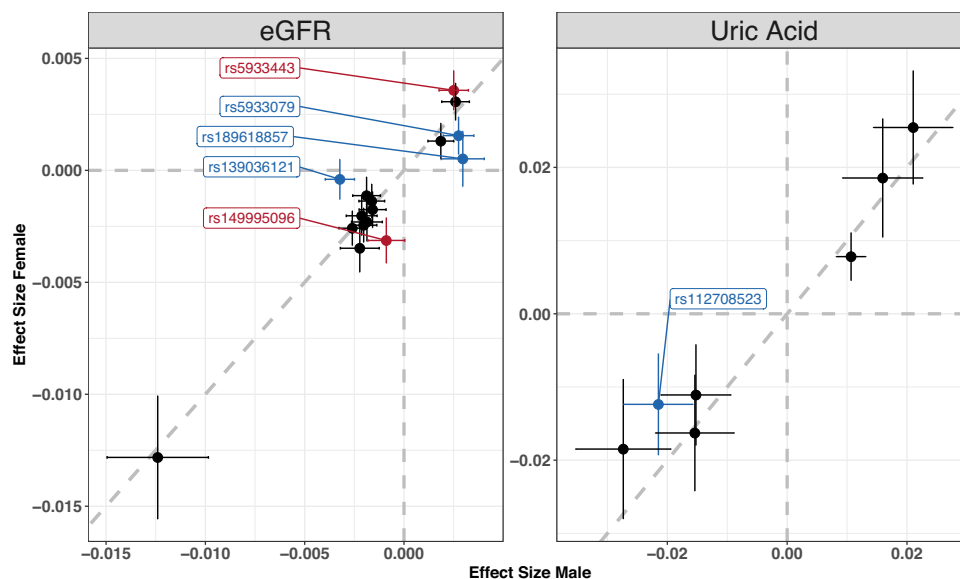 eGFR
Uric Acid
0.005
0.000
−0.005
−0.010
−0.015
rs5933443
rs5933079
rs189618857
rs139036121
rs149995096
0.02
0.00
−0.02
rs112708523
−0.015
−0.010
−0.005
0.000
−0.02
0.00
0.02
Effect Size Female
Effect Size Male